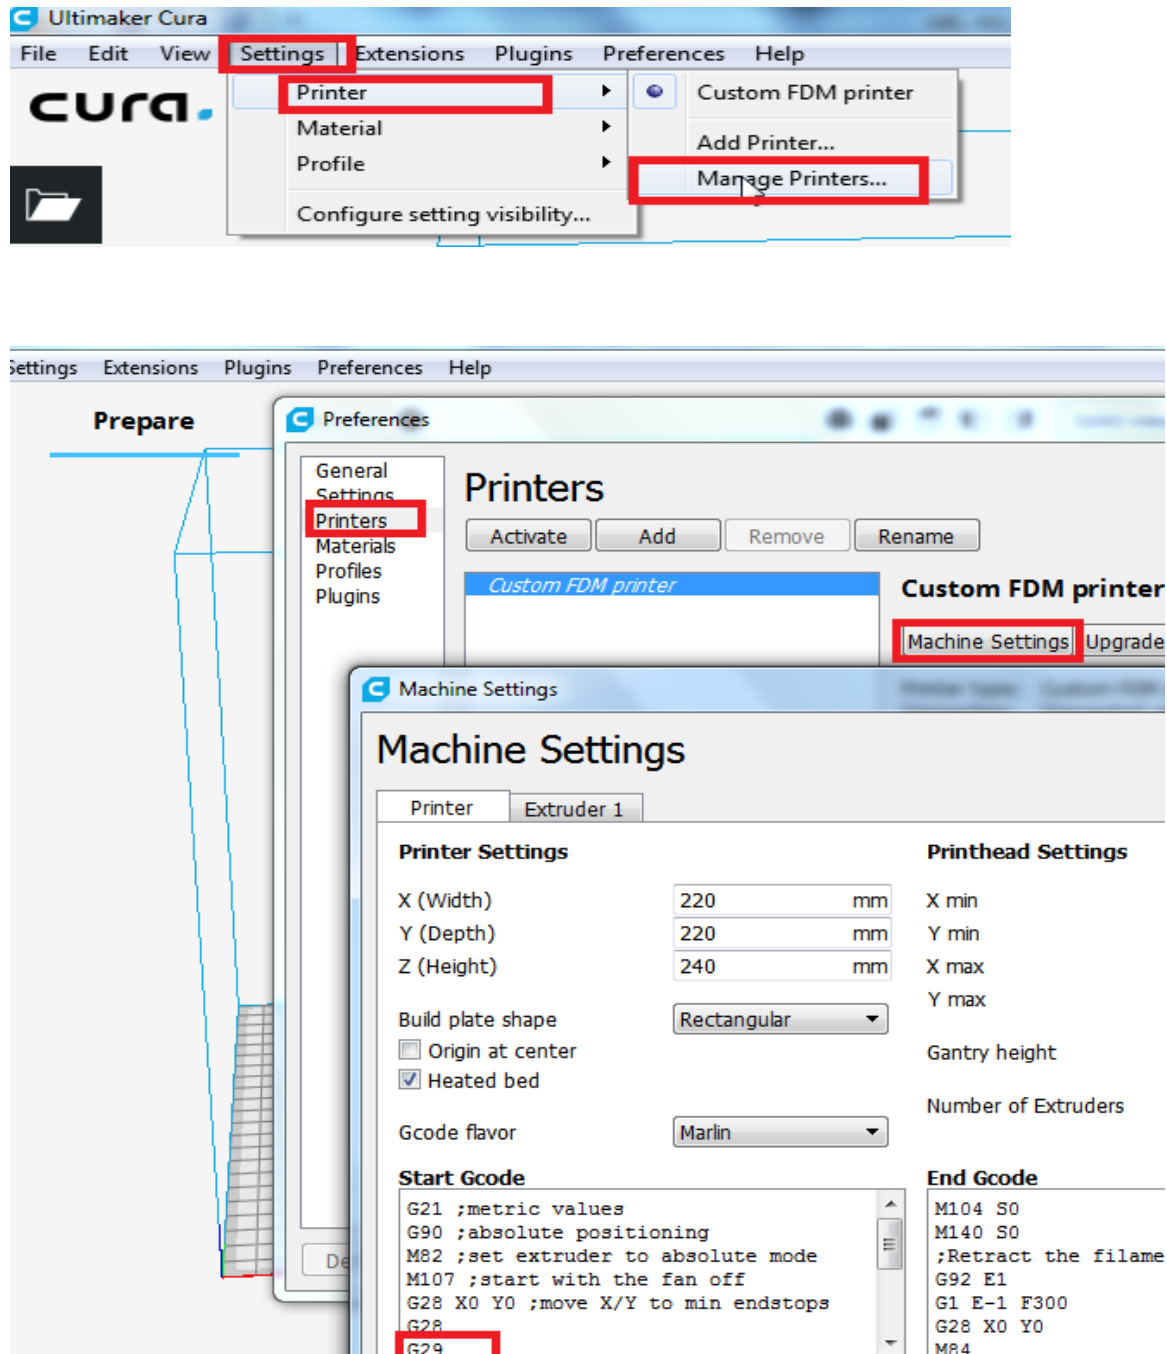 Ultimaker Cura
File Edit View Settings Extensions Plugins Preferences Help
cura.
Printer
Custom FDM printer
Material
Add Printer...
Profile
Manage Printers...
Configure setting visibility...
Settings Extensions Plugins Preferences Help
Prepare
Preferences
General
Settings
Printers
Materials
Profiles
Plugins
Printers
Activate Add Remove Rename
Custom FDM printer
Custom FDM printer
Machine Settings Upgrade
Machine Settings
Machine Settings
Printer Extruder 1
Printer Settings
X (Width) 220 mm
Y (Depth) 220 mm
Z (Height) 240 mm
Build plate shape Rectangular
Origin at center
Heated bed
Gcode flavor Marlin
Printhead Settings
X min
Y min
X max
Y max
Gantry height
Number of Extruders
Start Gcode
G21 ;metric values
G90 ;absolute positioning
M82 ;set extruder to absolute mode
M107 ;start with the fan off
G28 X0 Y0 ;move X/Y to min endstops
G28
G29
End Gcode
M104 S0
M140 S0
;Retract the filame
G92 E1
G1 E-1 F300
G28 X0 Y0
M84
De